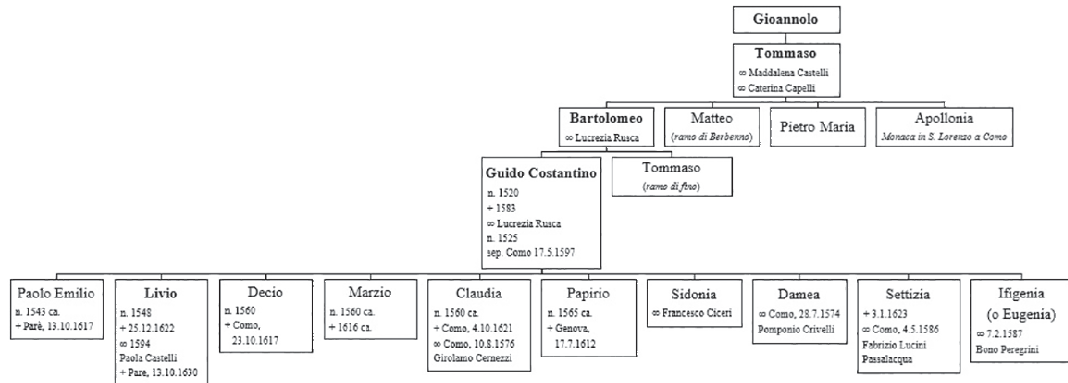 Gioannolo
Tommaso
∞ Maddalena Castelli
∞ Caterina Capelli
Bartolomeo
∞ Lucrezia Rusca
Matteo
(ramo di Berbenno)
Pietro Maria
Apollonia
Monaca in S. Lorenzo a Como
Guido Costantino
n. 1520
+ 1583
∞ Lucrezia Rusca
n. 1525
sep. Como 17.5.1597
Tommaso
(ramo di fino)
Paolo Emilio
n. 1543 ca.
+ Parè, 13.10.1617
Livio
n. 1548
+ 25.12.1622
∞ 1594
Paola Castelli
+ Pare, 13.10.1630
Decio
n. 1560
+ Como,
23.10.1617
Marzio
n. 1560 ca.
+ 1616 ca.
Claudia
n. 1560 ca.
+ Como, 4.10.1621
∞ Como, 10.8.1576
Girolamo Cernezzi
Papirio
n. 1565 ca.
+ Genova,
17.7.1612
Sidonia
∞ Francesco Ciceri
Damea
∞ Como, 28.7.1574
Pomponio Crivelli
Settizia
+ 3.1.1623
∞ Como, 4.5.1586
Fabrizio Lucini
Passalacqua
Ifigenia
(o Eugenia)
∞ 7.2.1587
Bono Peregrini